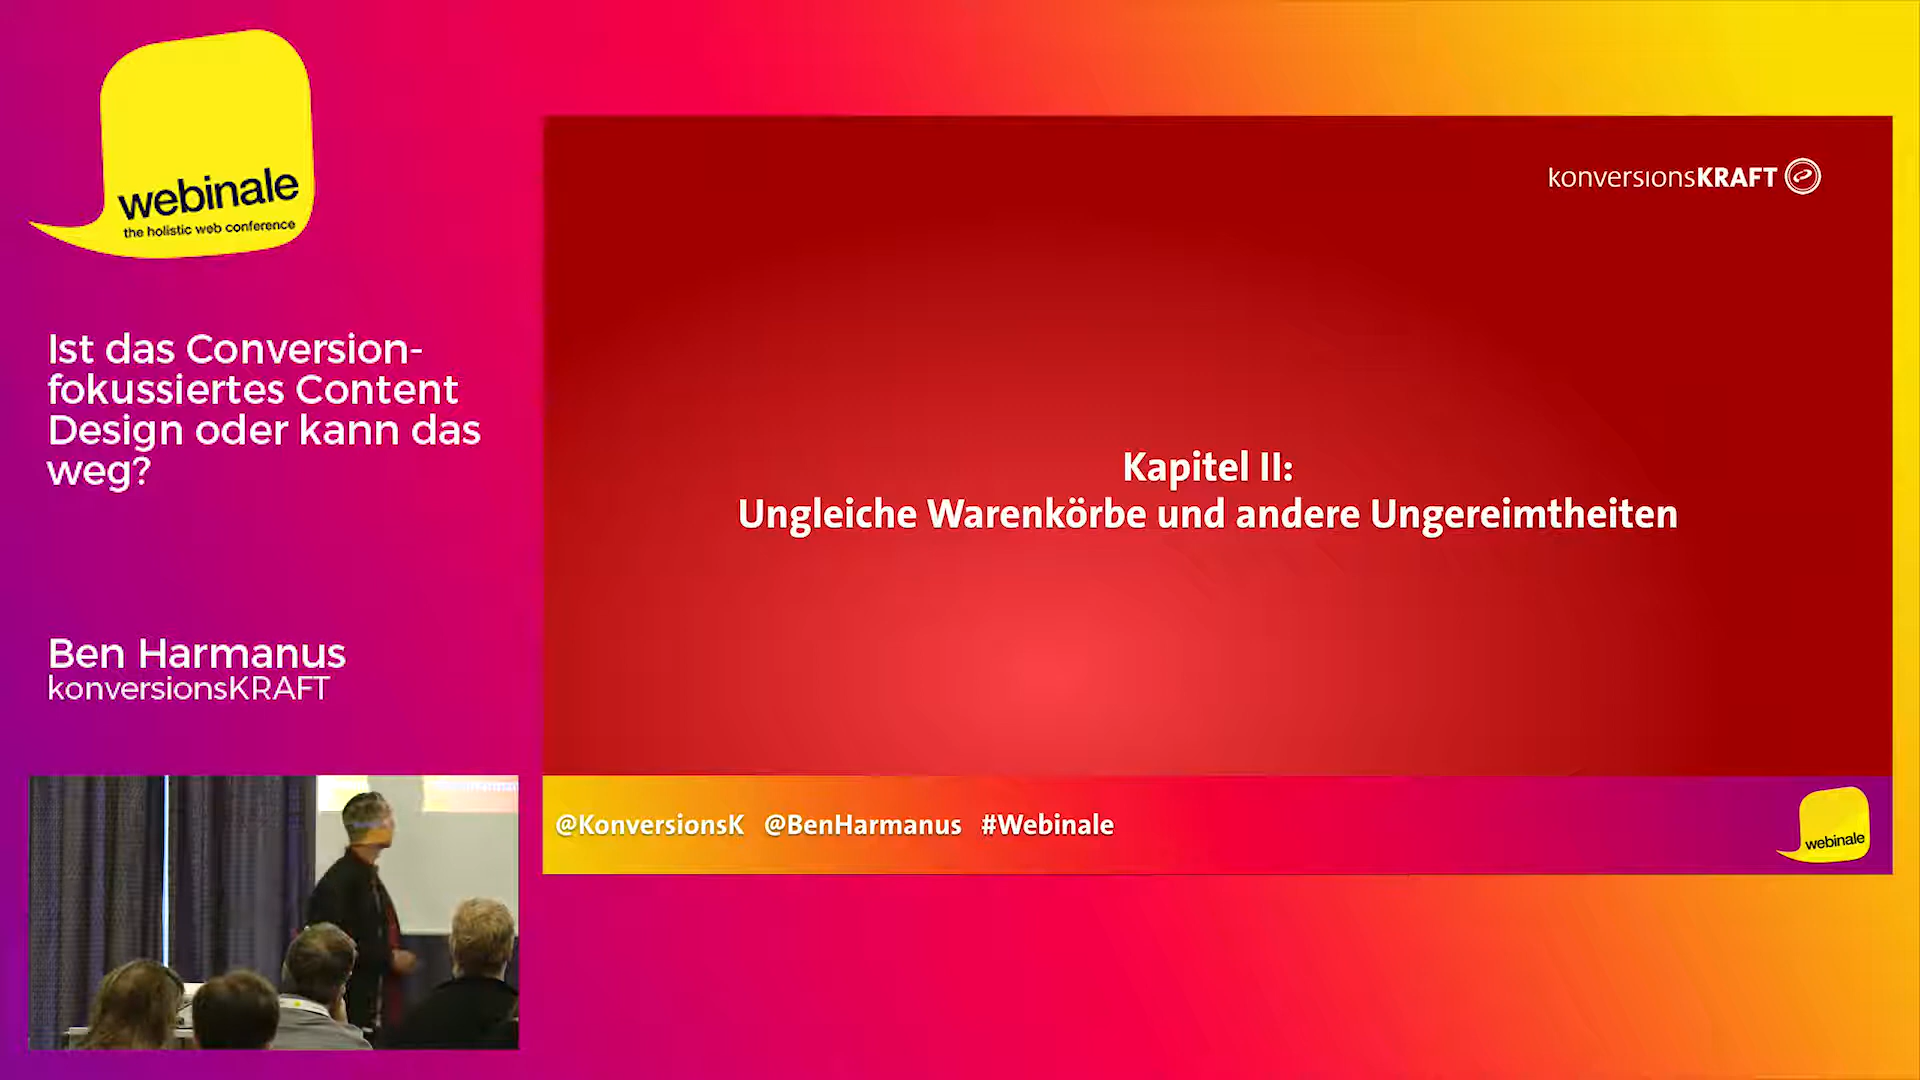 webinale
the holistic web conference
Ist das Conversion-
fokussiertes Content
Design oder kann das
weg?
Ben Harmanus
konversionsKRAFT
konversionsKRAFT
Kapitel II:
Ungleiche Warenkörbe und andere Ungereimtheiten
@KonversionsK @BenHarmanus #Webinale
webinale